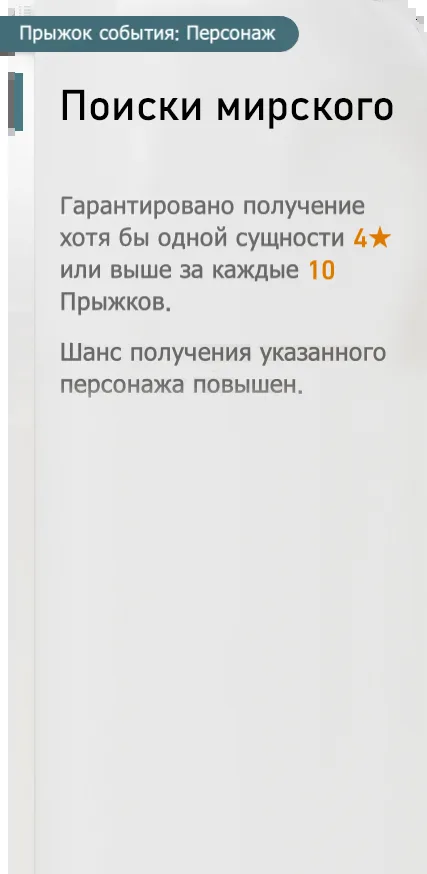 Прыжок события: Персонаж
Поиски мирского
Гарантировано получение
хотя бы одной сущности 4★
или выше за каждые 10
Прыжков.
Шанс получения указанного
персонажа повышен.